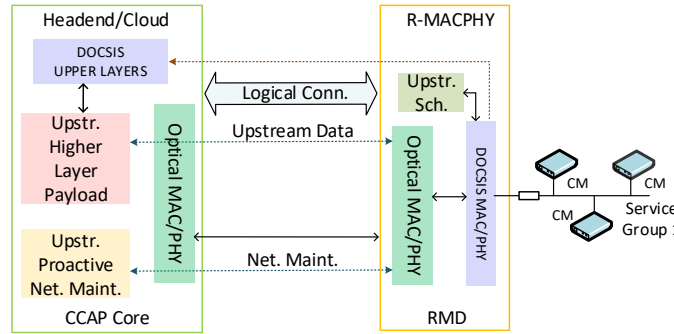 Headend/Cloud
DOCSIS
UPPER LAYERS
Upstr.
Higher
Layer
Payload
Optical MAC/PHY
Upstr.
Proactive
Net. Maint.
CCAP Core
Logical Conn.
Upstream Data
Net. Maint.
R-MACPHY
Upstr.
Sch.
Optical MAC/PHY
DOCSIS MAC/PHY
RMD
CM
CM
CM
Service
Group 1